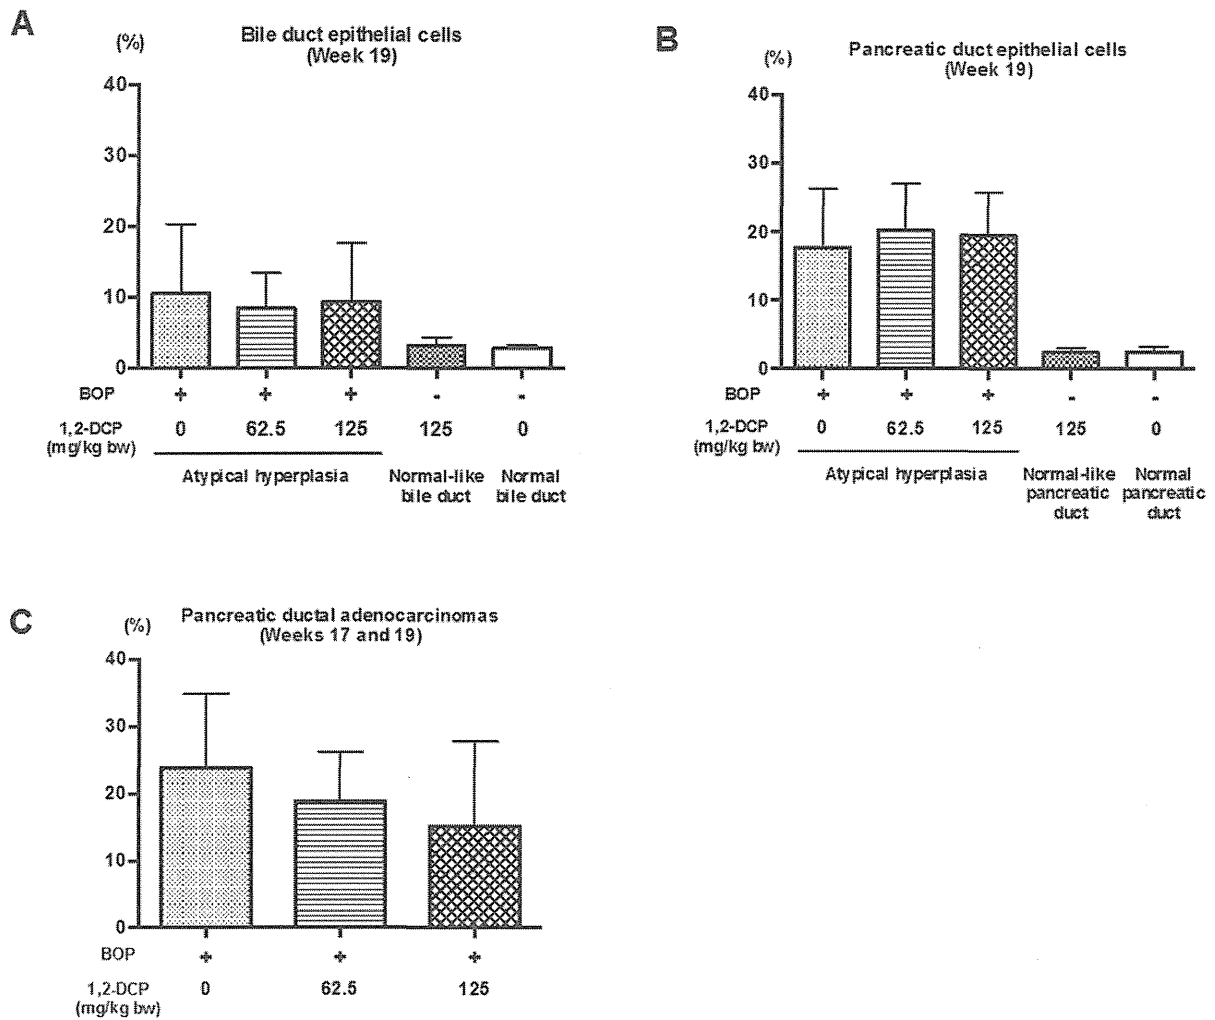 A
Bile duct epithelial cells
(Week 19)
(%)
40
30
20
10
0
BOP + + + - -
1,2-DCP 0 62.5 125 125 0
(mg/kg bw)
Atypical hyperplasia Normal-like Normal
bile duct bile duct
B
Pancreatic duct epithelial cells
(Week 19)
(%)
40
30
20
10
0
BOP + + + - -
1,2-DCP 0 62.5 125 125 0
(mg/kg bw)
Atypical hyperplasia Normal-like Normal
pancreatic pancreatic
duct duct
C
Pancreatic ductal adenocarcinomas
(Weeks 17 and 19)
(%)
40
30
20
10
0
BOP + + +
1,2-DCP 0 62.5 125
(mg/kg bw)